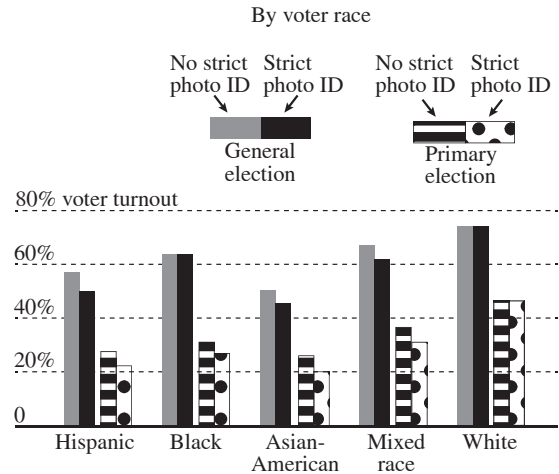 By voter race
No strict Strict
photo ID photo ID
General
election
No strict Strict
photo ID photo ID
Primary
election
80% voter turnout
60%
40%
20%
0
Hispanic
Black
Asian-
American
Mixed
race
White